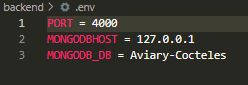 backend > .env
1 PORT = 4000
2 MONGODBHOST = 127.0.0.1
3 MONGODB_DB = Aviary-Cocteles